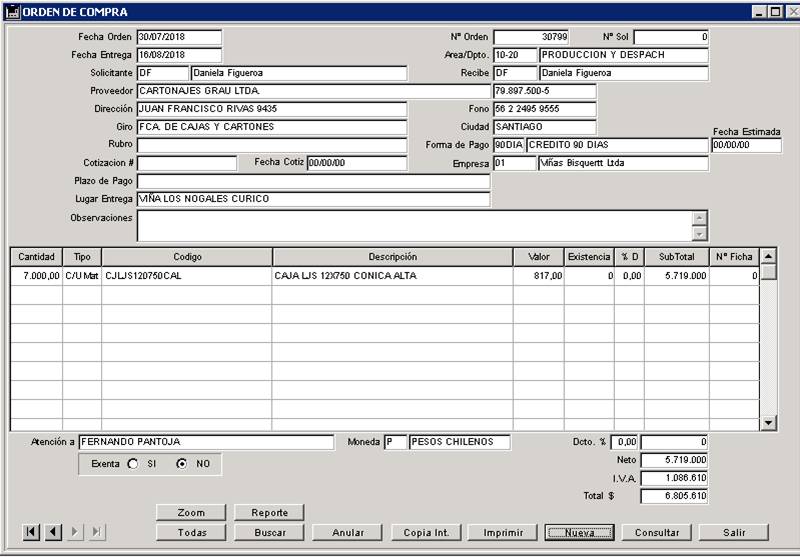 ORDEN DE COMPRA
Fecha Orden 30/07/2018 Nº Orden 30799 Nº Sol 0
Fecha Entrega 16/08/2018 Area/Dpto. 10-20 PRODUCCION Y DESPACH
Solicitante DF Daniela Figueroa Recibe DF Daniela Figueroa
Proveedor CARTONAJES GRAU LTDA. 79.897.500-5
Dirección JUAN FRANCISCO RIVAS 9435 Fono 56 2 2495 9555
Giro FCA. DE CAJAS Y CARTONES Ciudad SANTIAGO Fecha Estimada
Rubro Forma de Pago 90DIA CREDITO 90 DIAS 00/00/00
Cotizacion # Fecha Cotiz 00/00/00 Empresa 01 Viñas Bisquertt Ltda
Plazo de Pago
Lugar Entrega VIÑA LOS NOGALES CURICO
Observaciones
Cantidad Tipo Codigo Descripción Valor Existencia % D SubTotal Nº Ficha
7.000,00 C/U Mat CJLJS120750CAL CAJA LJS 12X750 CONICA ALTA 817,00 0 0,00 5.719.000 0
Atención a FERNANDO PANTOJA Moneda P PESOS CHILENOS Dcto. % 0,00 0
Exenta SI NO
Neto 5.719.000
I.V.A. 1.086.610
Total $ 6.805.610
Zoom Reporte
Todas Buscar Anular Copia Int. Imprimir Nueva Consultar Salir